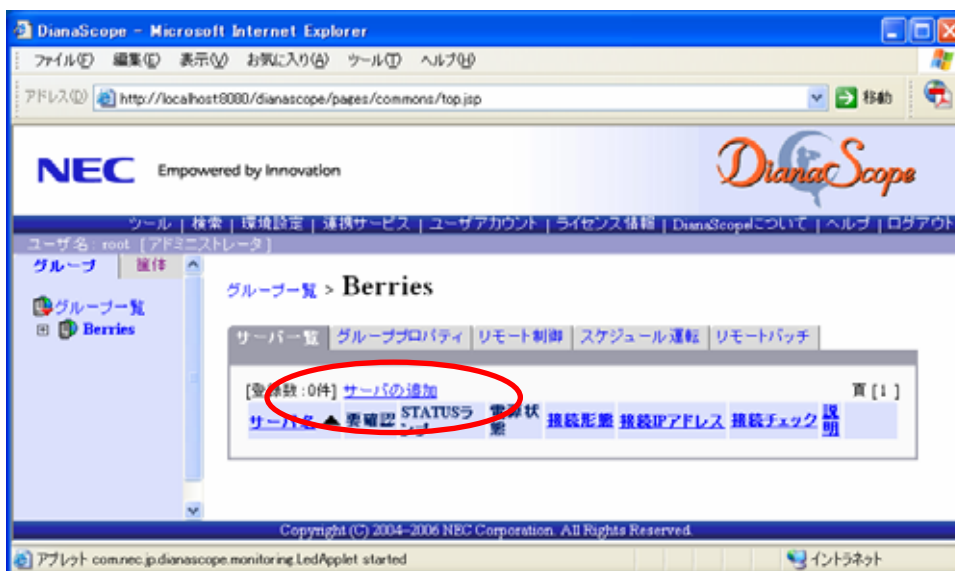 DianaScope - Microsoft Internet Explorer
ファイル(F) 編集(E) 表示(V) お気に入り(A) ツール(T) ヘルプ(H)
アドレス(D) http://localhost:8080/dianascope/pages/commons/top.jsp 移動
NEC Empowered by Innovation DianaScope
ツール | 検索 | 環境設定 | 連携サービス | ユーザアカウント | ライセンス情報 | DianaScopeについて | ヘルプ | ログアウト
ユーザ名 : root [アドミニストレータ]
グループ 筐体
グループ一覧
Berries
グループ一覧 > Berries
サーバ一覧 グループプロパティ リモート制御 スケジュール運転 リモートバッチ
[登録数 : 0件] サーバの追加 頁 [1 ]
サーバ名 ▲ 要確認 STATUSランプ 電源状態 接続形態 接続IPアドレス 接続チェック 説明
Copyright (C) 2004-2006 NEC Corporation. All Rights Reserved.
アプレット com.nec.jp.dianascope.monitoring.LedApplet started イントラネット